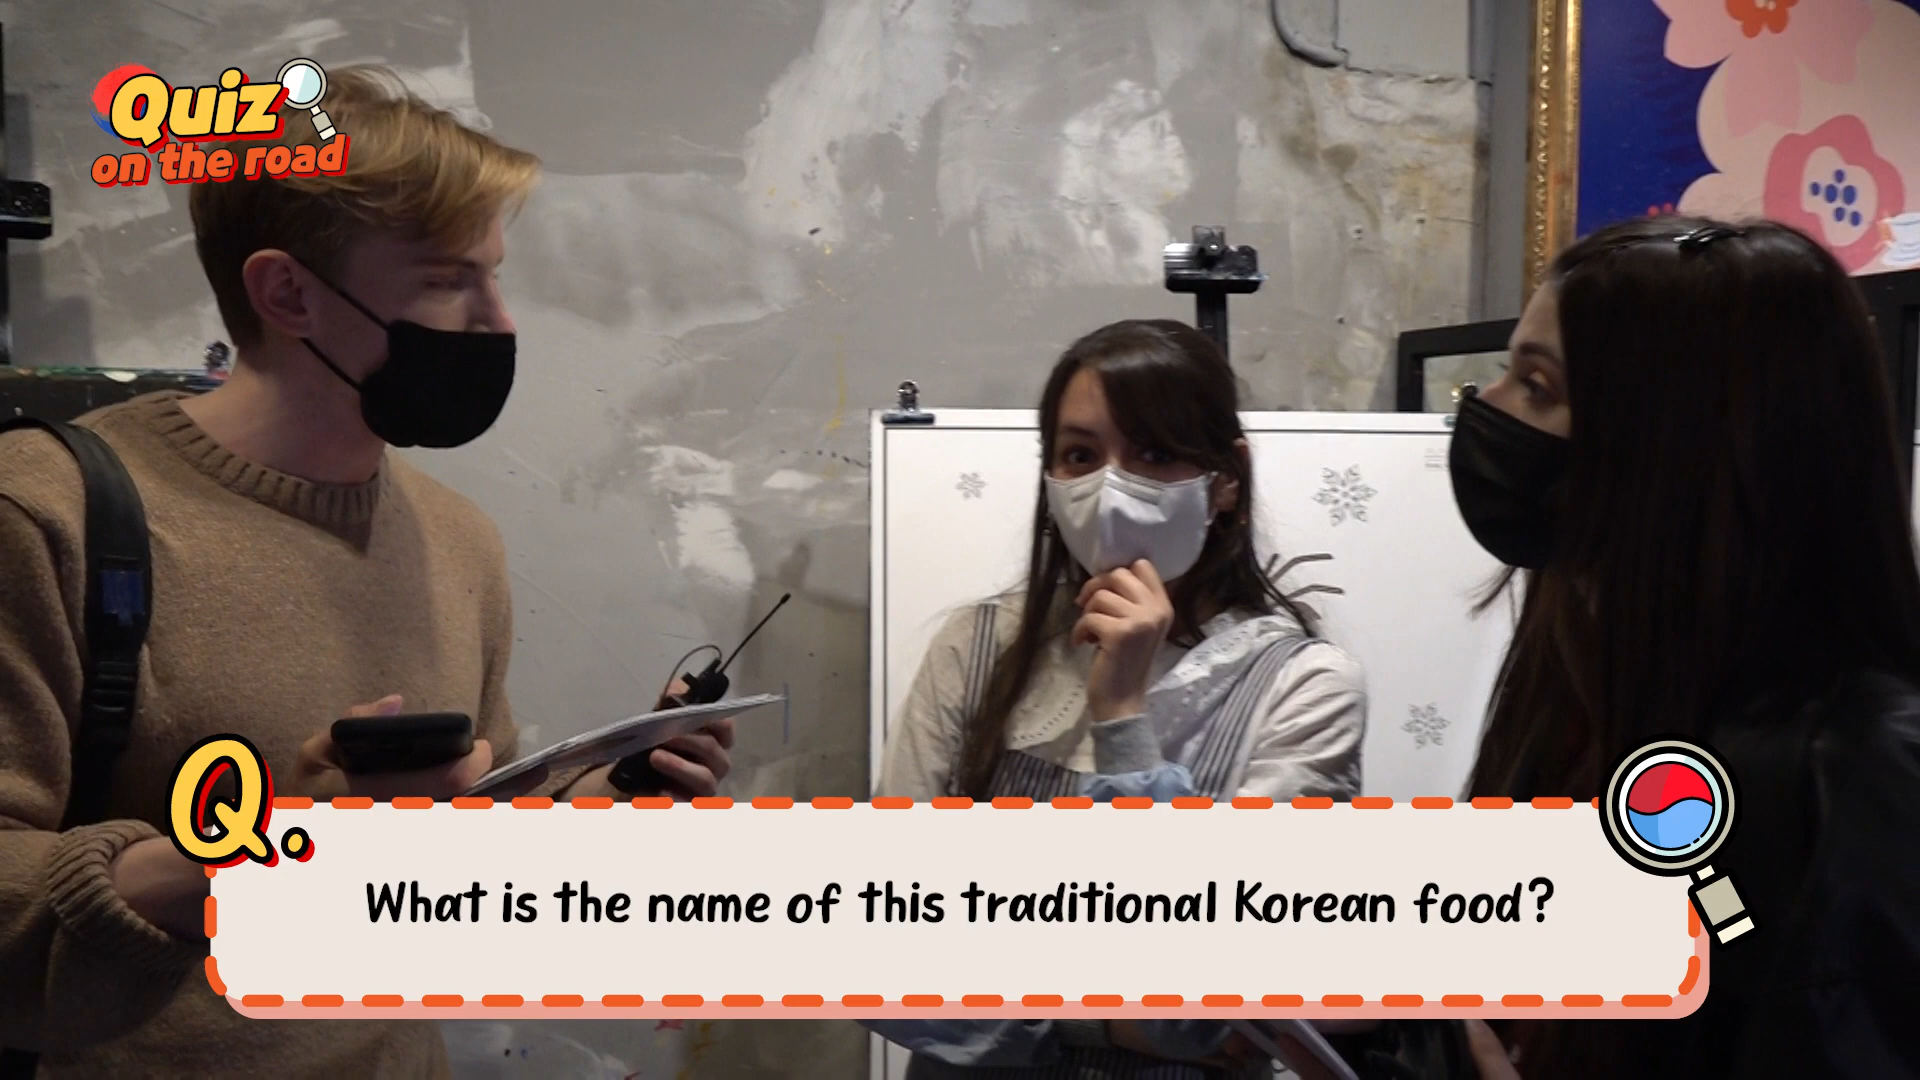 Quiz
on the road
Q.
What is the name of this traditional Korean food?